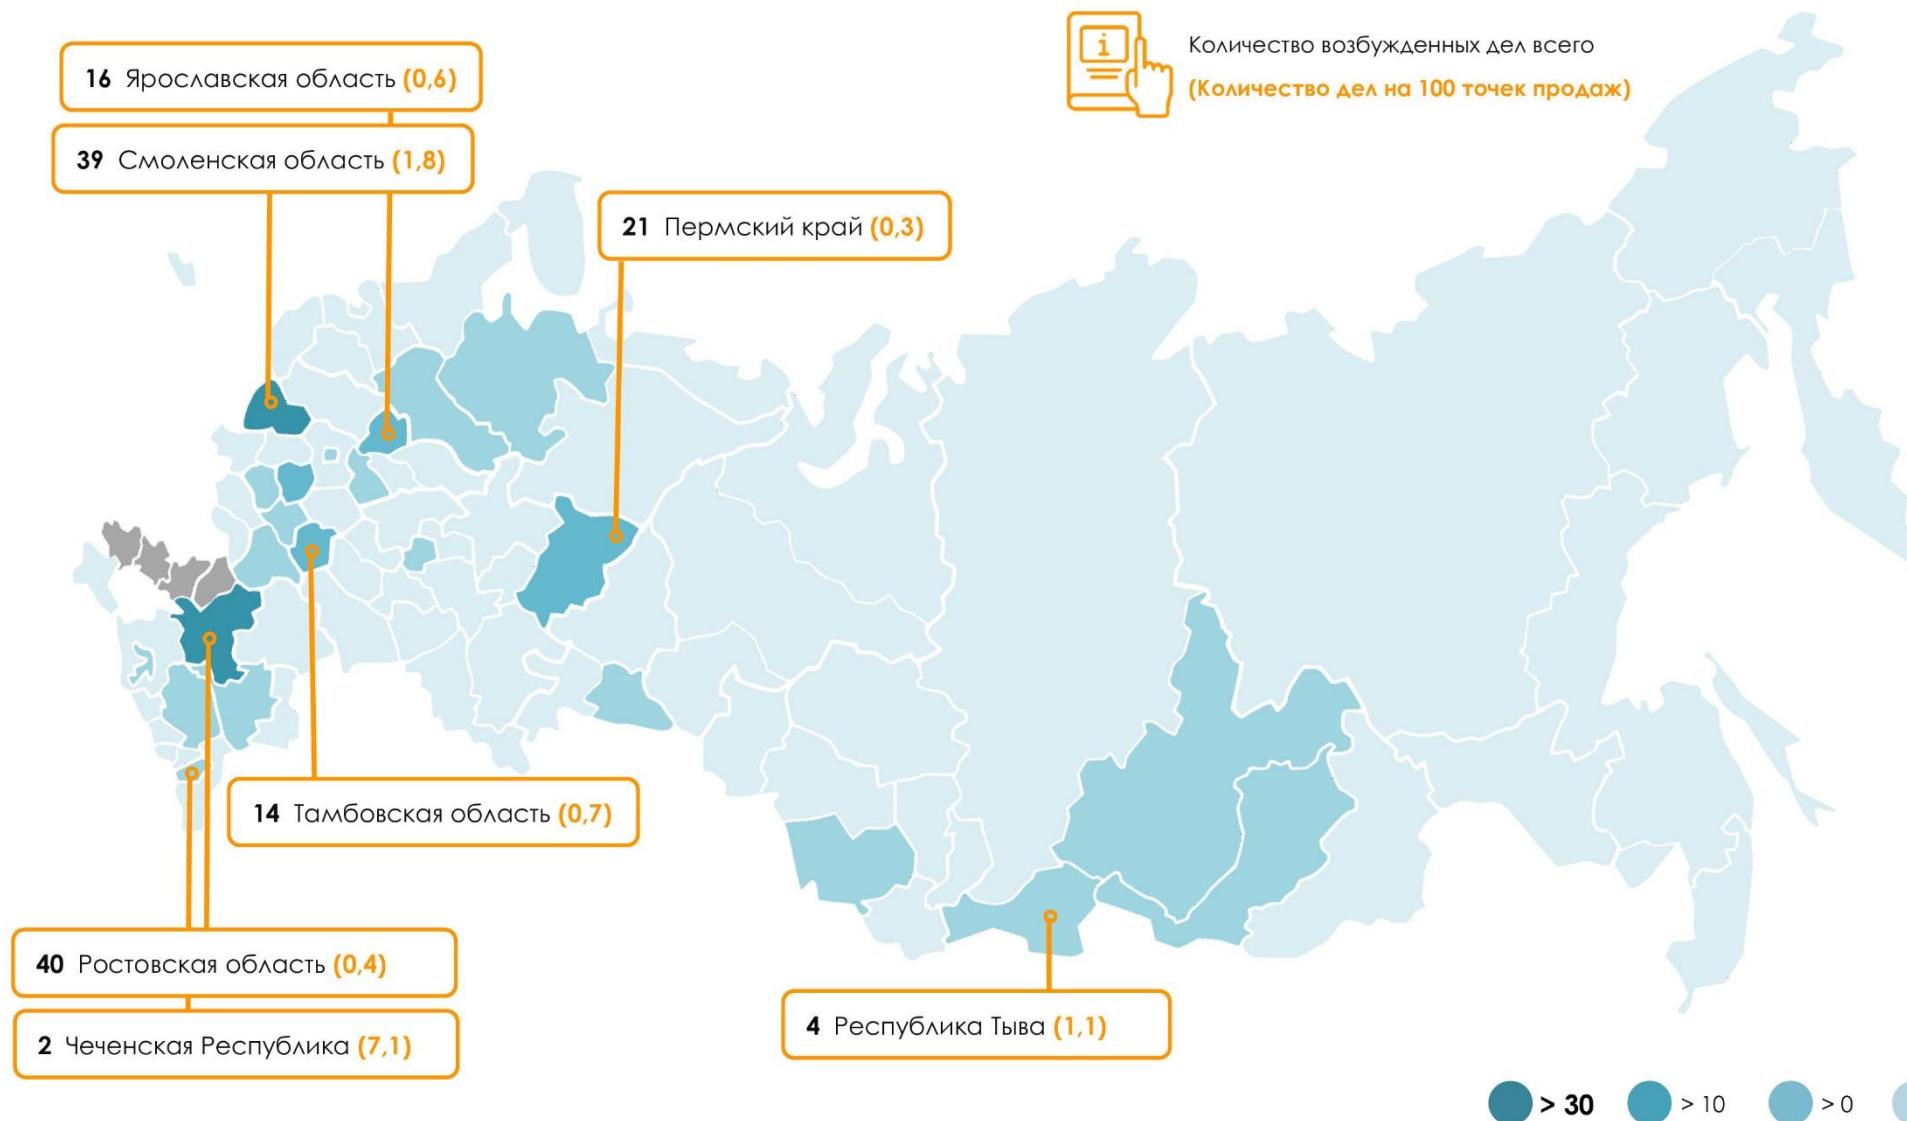 Количество возбужденных дел всего
(Количество дел на 100 точек продаж)
16 Ярославская область (0,6)
39 Смоленская область (1,8)
21 Пермский край (0,3)
14 Тамбовская область (0,7)
40 Ростовская область (0,4)
2 Чеченская Республика (7,1)
4 Республика Тыва (1,1)
> 30 > 10 > 0